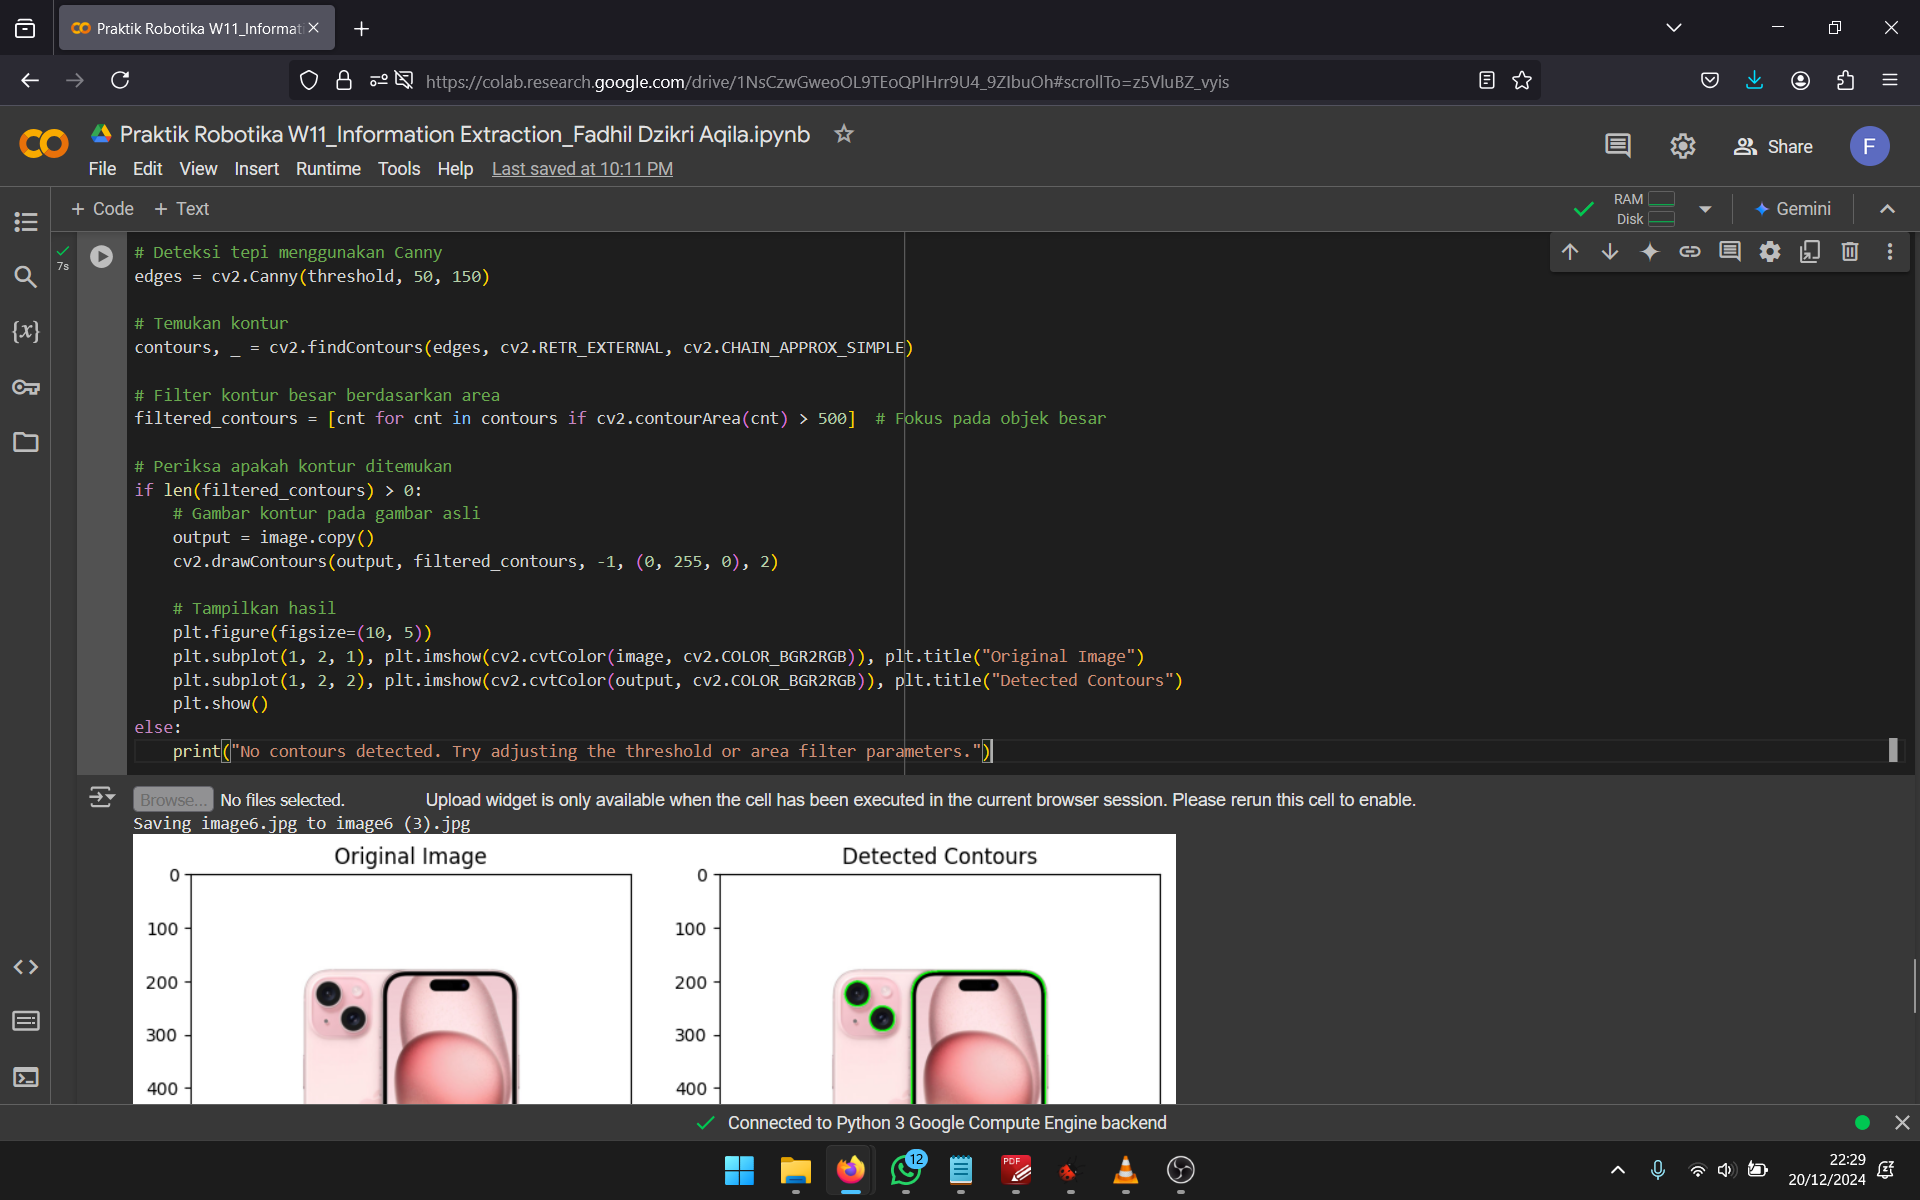 Praktik Robotika W11_Informati
https://colab.research.google.com/drive/1NsCzwGweoOL9TEoQPlHrr9U4_9ZIbuOh#scrollTo=z5VluBZ_vyis
Praktik Robotika W11_Information Extraction_Fadhil Dzikri Aqila.ipynb
File Edit View Insert Runtime Tools Help Last saved at 10:11 PM
Share
F
+ Code + Text
RAM
Disk
Gemini
7s
# Deteksi tepi menggunakan Canny
edges = cv2.Canny(threshold, 50, 150)
# Temukan kontur
contours, _ = cv2.findContours(edges, cv2.RETR_EXTERNAL, cv2.CHAIN_APPROX_SIMPLE)
# Filter kontur besar berdasarkan area
filtered_contours = [cnt for cnt in contours if cv2.contourArea(cnt) > 500]  # Fokus pada objek besar
# Periksa apakah kontur ditemukan
if len(filtered_contours) > 0:
    # Gambar kontur pada gambar asli
    output = image.copy()
    cv2.drawContours(output, filtered_contours, -1, (0, 255, 0), 2)
    # Tampilkan hasil
    plt.figure(figsize=(10, 5))
    plt.subplot(1, 2, 1), plt.imshow(cv2.cvtColor(image, cv2.COLOR_BGR2RGB)), plt.title("Original Image")
    plt.subplot(1, 2, 2), plt.imshow(cv2.cvtColor(output, cv2.COLOR_BGR2RGB)), plt.title("Detected Contours")
    plt.show()
else:
    print("No contours detected. Try adjusting the threshold or area filter parameters.")
Browse... No files selected. Upload widget is only available when the cell has been executed in the current browser session. Please rerun this cell to enable.
Saving image6.jpg to image6 (3).jpg
Original Image
0
100
200
300
400
Detected Contours
0
100
200
300
400
Connected to Python 3 Google Compute Engine backend
12
PDF
22:29
20/12/2024